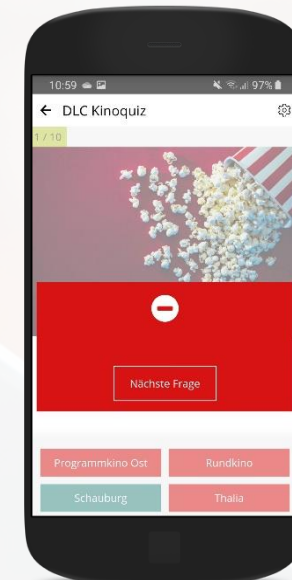 10:59 97%
DLC Kinoquiz
1 / 10
Nächste Frage
Programmkino Ost Rundkino
Schauburg Thalia